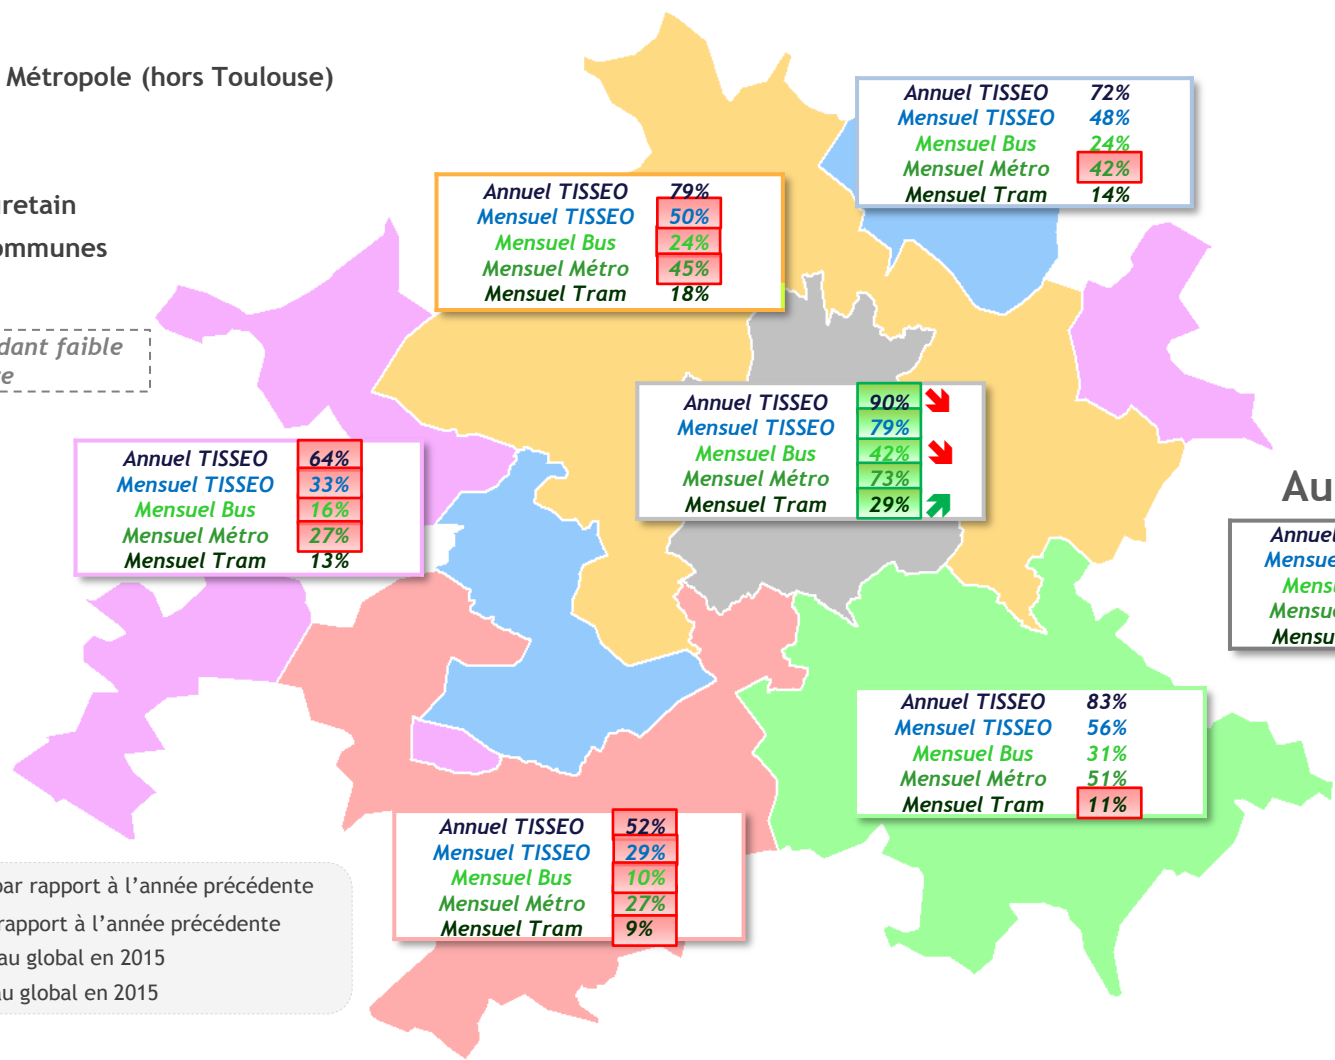 Métropole (hors Toulouse)
Annuel TISSEO 72%
Mensuel TISSEO 48%
Mensuel Bus 24%
Mensuel Métro 42%
Mensuel Tram 14%
Annuel TISSEO 79%
Mensuel TISSEO 50%
Mensuel Bus 24%
Mensuel Métro 45%
Mensuel Tram 18%
retain
ommunes
dant faible
Annuel TISSEO 90%
Mensuel TISSEO 79%
Mensuel Bus 42%
Mensuel Métro 73%
Mensuel Tram 29%
Annuel TISSEO 64%
Mensuel TISSEO 33%
Mensuel Bus 16%
Mensuel Métro 27%
Mensuel Tram 13%
Au
Annuel
Mensue
Mensu
Mensue
Mensu
Annuel TISSEO 83%
Mensuel TISSEO 56%
Mensuel Bus 31%
Mensuel Métro 51%
Mensuel Tram 11%
Annuel TISSEO 52%
Mensuel TISSEO 29%
Mensuel Bus 10%
Mensuel Métro 27%
Mensuel Tram 9%
par rapport à l'année précédente
rapport à l'année précédente
au global en 2015
au global en 2015